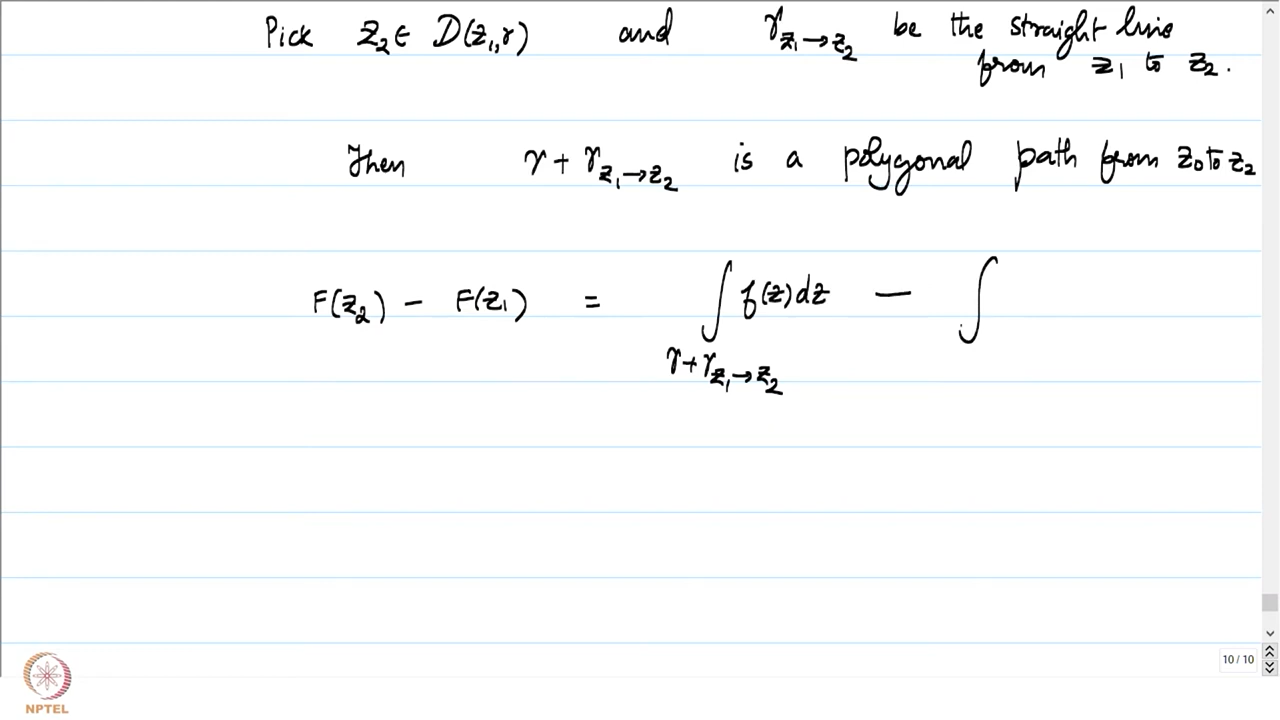 Pick z₂ ∈ D(z₁,r) and γ_{z₁→z₂} be the straight line
from z₁ to z₂.
Then γ + γ_{z₁→z₂} is a polygonal path from z₀ to z₂
F(z₂) - F(z₁) = ∫ f(z)dz — ∫
γ+γ_{z₁→z₂}
10 / 10
NPTEL